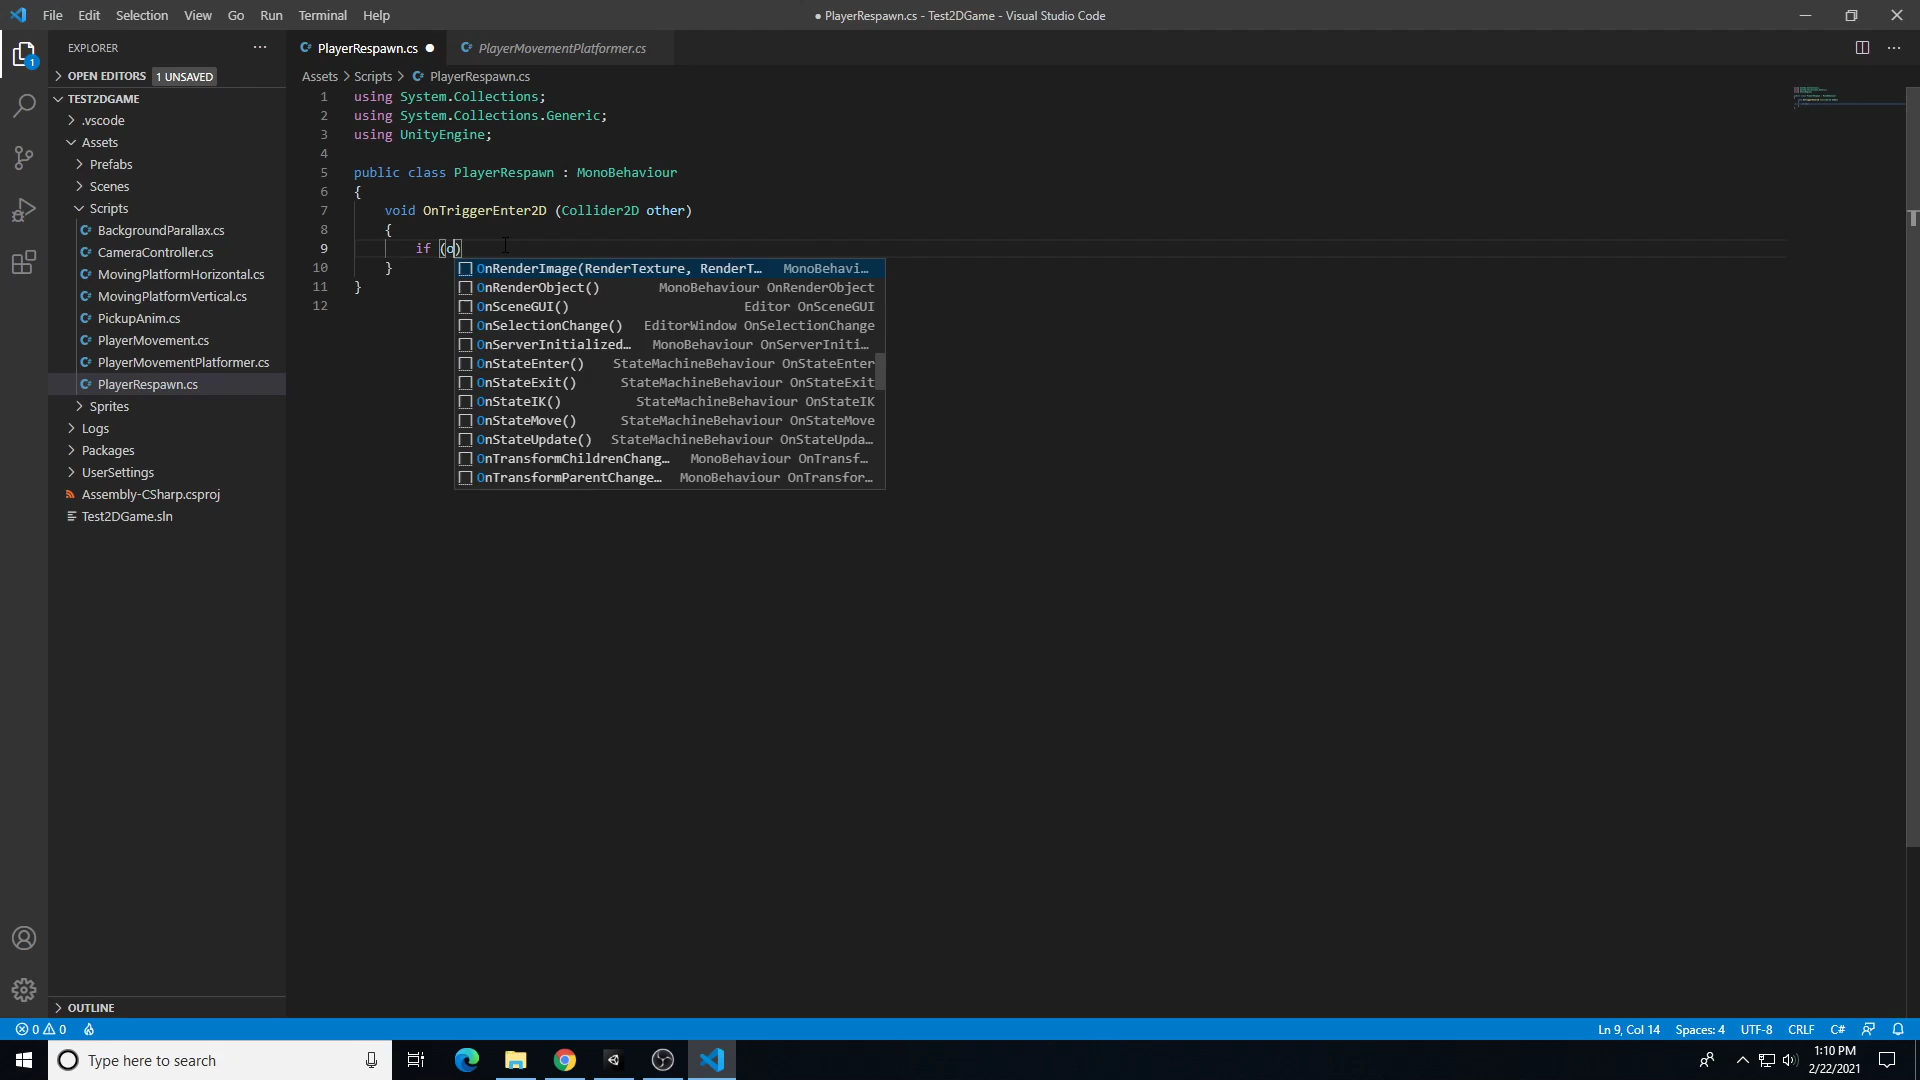 File Edit Selection View Go Run Terminal Help
● PlayerRespawn.cs - Test2DGame - Visual Studio Code
EXPLORER
OPEN EDITORS 1 UNSAVED
TEST2DGAME
.vscode
Assets
Prefabs
Scenes
Scripts
BackgroundParallax.cs
CameraController.cs
MovingPlatformHorizontal.cs
MovingPlatformVertical.cs
PickupAnim.cs
PlayerMovement.cs
PlayerMovementPlatformer.cs
PlayerRespawn.cs
Sprites
Logs
Packages
UserSettings
Assembly-CSharp.csproj
Test2DGame.sln
OUTLINE
1
PlayerRespawn.cs ● PlayerMovementPlatformer.cs
Assets > Scripts > PlayerRespawn.cs
1 using System.Collections;
2 using System.Collections.Generic;
3 using UnityEngine;
4
5 public class PlayerRespawn : MonoBehaviour
6 {
7 void OnTriggerEnter2D (Collider2D other)
8 {
9 if (o)
10 }
11 }
12
OnRenderImage(RenderTexture, RenderT… MonoBehavi…
OnRenderObject() MonoBehaviour OnRenderObject
OnSceneGUI() Editor OnSceneGUI
OnSelectionChange() EditorWindow OnSelectionChange
OnServerInitialized… MonoBehaviour OnServerIniti…
OnStateEnter() StateMachineBehaviour OnStateEnter
OnStateExit() StateMachineBehaviour OnStateExit
OnStateIK() StateMachineBehaviour OnStateIK
OnStateMove() StateMachineBehaviour OnStateMove
OnStateUpdate() StateMachineBehaviour OnStateUpda…
OnTransformChildrenChang… MonoBehaviour OnTransf…
OnTransformParentChange… MonoBehaviour OnTransfor…
0 0
Ln 9, Col 14 Spaces: 4 UTF-8 CRLF C#
Type here to search
1:10 PM
2/22/2021